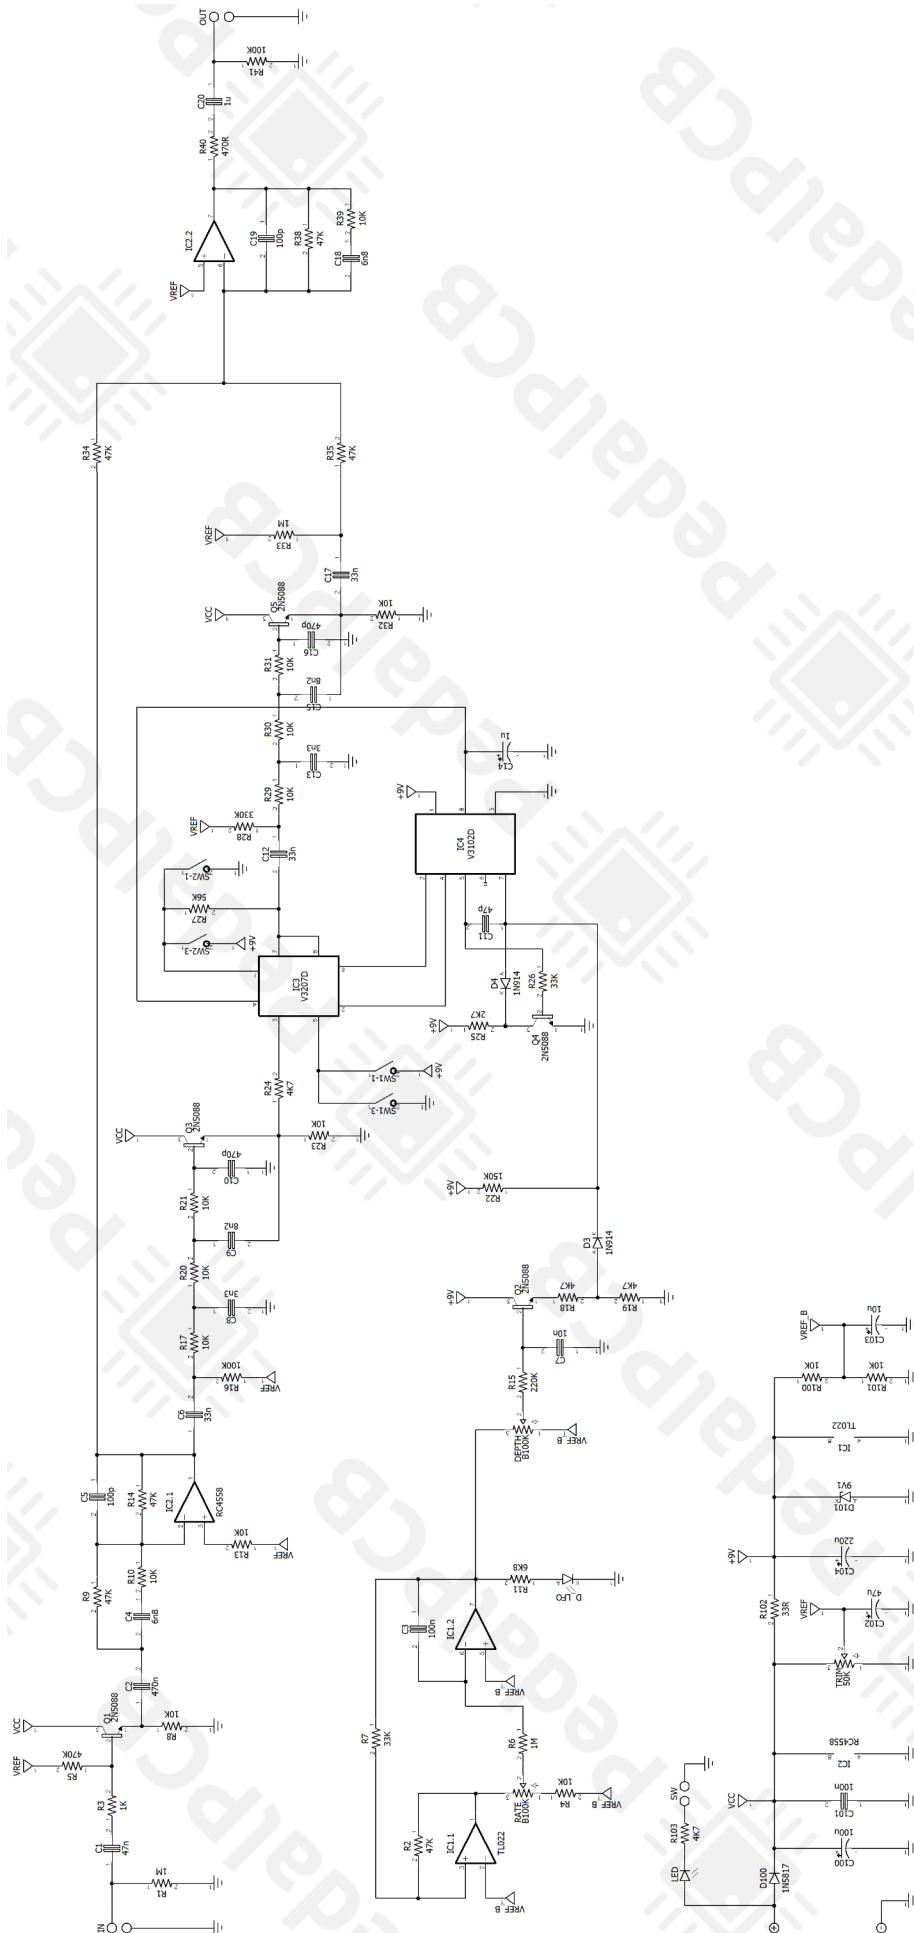 IN
R1
1M
C1
47n
R3
1K
VREF
R5
470K
VCC
Q1
2N5088
R8
10K
C2
470n
R9
47K
C4
6n8
R10
10K
C5
100p
R14
47K
IC2.1
RC4558
R13
10K
VREF
C6
33n
R16
100K
VREF
R17
10K
C8
3n3
R20
10K
C9
8n2
R21
10K
C10
470p
VCC
Q3
2N5088
R23
10K
R24
4K7
SW1-3
SW1-1
+9V
IC3
V3207D
SW2-3
+9V
R27
56K
SW2-1
C12
33n
VREF
R28
330K
R29
10K
C13
3n3
R30
10K
C15
8n2
R31
10K
C16
470p
VCC
Q5
2N5088
R32
10K
C17
33n
VREF
R33
1M
R34
47K
R35
47K
VREF
IC2.2
C19
100p
R38
47K
C18
6n8
R39
10K
R40
470R
C20
1u
R41
100K
OUT
VREF_B
IC1.1
TL022
R2
47K
R7
33K
RATE
B100K
R4
10K
VREF_B
R6
1M
VREF_B
IC1.2
C3
100n
R11
6K8
D_LFO
DEPTH
B100K
VREF_B
R15
220K
C7
10n
+9V
Q2
2N5088
R18
4K7
R19
4K7
D3
1N914
+9V
R22
150K
+9V
R25
2K7
Q4
2N5088
D4
1N914
R26
33K
C11
47p
IC4
V3102D
+9V
C14
1u
D100
1N5817
LED
R103
4K7
SW
C100
100u
C101
100n
VCC
IC2
RC4558
TRIM
50K
VREF
C102
47u
R102
33R
+9V
C104
220u
D101
9V1
IC1
TL022
R100
10K
R101
10K
VREF_B
C103
10u
PedalPCB
PedalPCB
PedalPCB
PedalPCB